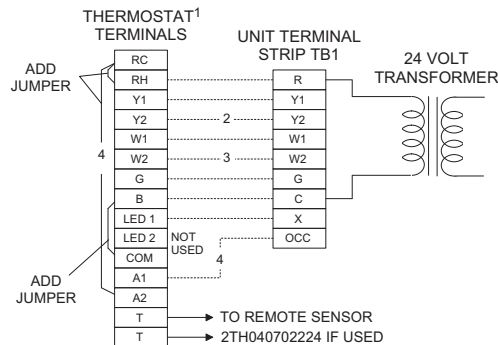 THERMOSTAT1
TERMINALS
UNIT TERMINAL
STRIP TB1
24 VOLT
TRANSFORMER
ADD
JUMPER
RC
RH
Y1
Y2
W1
W2
G
B
LED 1
LED 2
COM
A1
A2
T
T
R
Y1
Y2
W1
W2
G
C
X
OCC
2
3
4
4
NOT
USED
ADD
JUMPER
TO REMOTE SENSOR
2TH040702224 IF USED